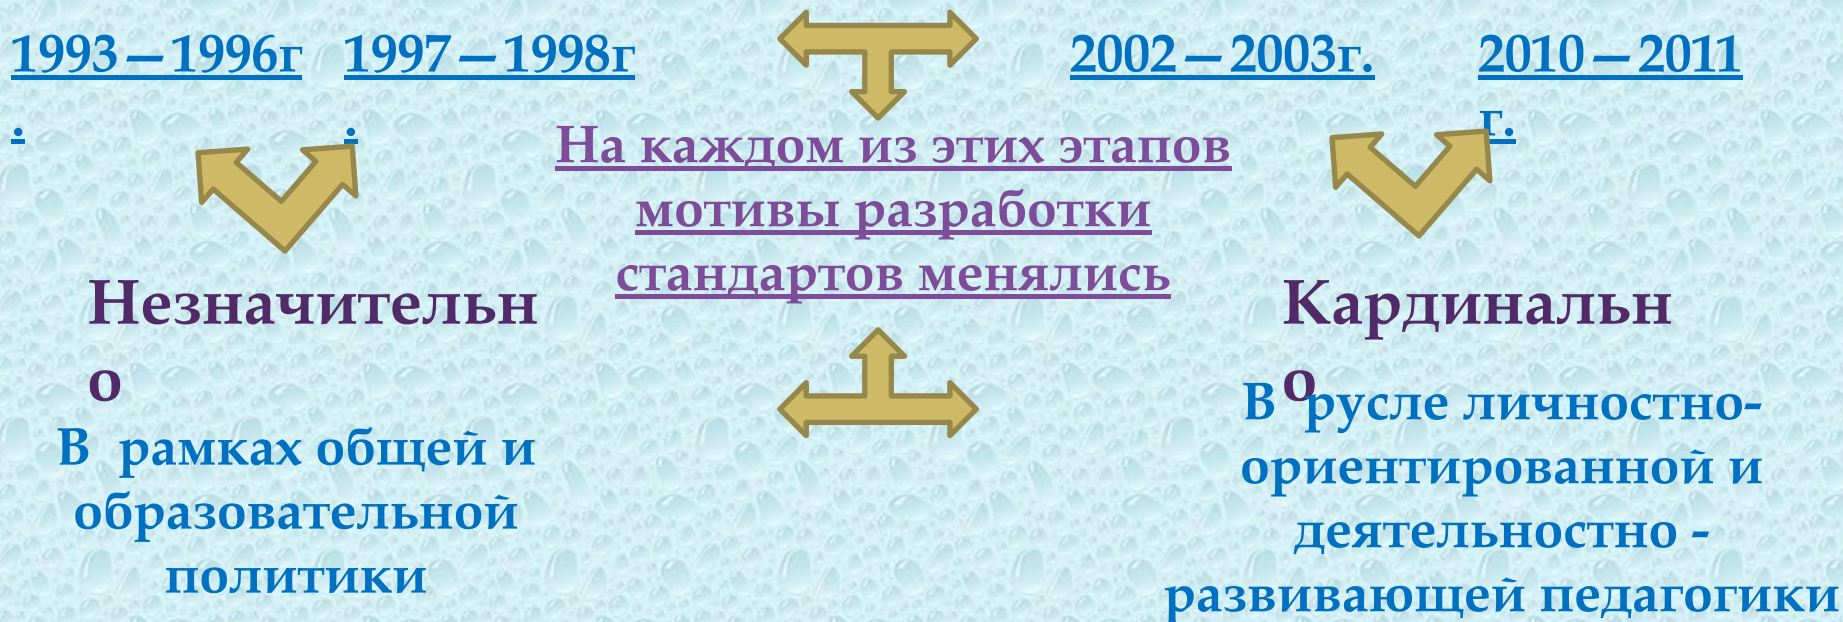 1993—1996г
.
1997—1998г
.
На каждом из этих этапов
мотивы разработки
стандартов менялись
2002—2003г.
2010—2011
г.
Незначительн
о
В рамках общей и
образовательной
политики
Кардинальн
о
В русле личностно-
ориентированной и
деятельностно -
развивающей педагогики